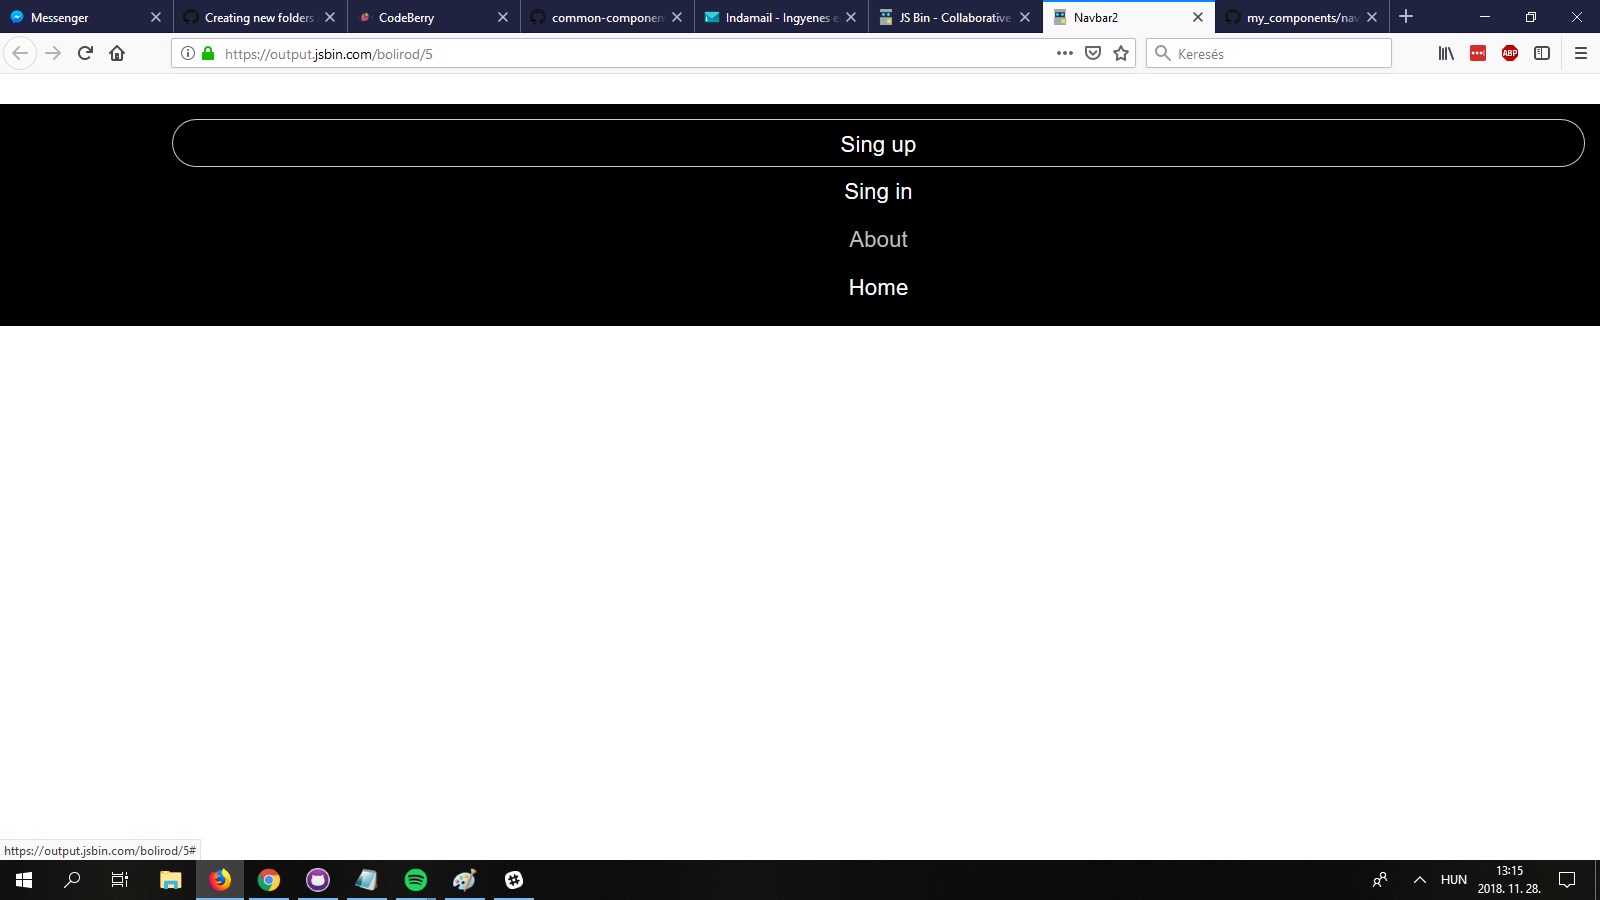 Messenger
Creating new folders
CodeBerry
common-componen
Indamail - Ingyenes e
JS Bin - Collaborative
Navbar2
my_components/nav
https://output.jsbin.com/bolirod/5
Keresés
ABP
Sing up
Sing in
About
Home
https://output.jsbin.com/bolirod/5#
HUN
13:15
2018. 11. 28.